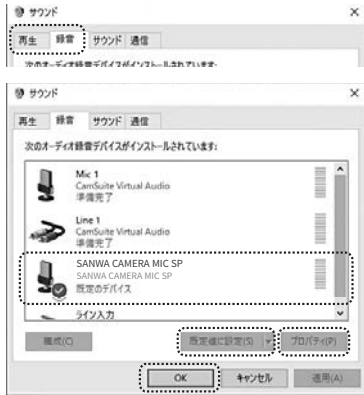 サウンド
再生 録音 サウンド 通信
次のオーディオ録音デバイスがインストールされています:
サウンド
再生 録音 サウンド 通信
次のオーディオ録音デバイスがインストールされています:
Mic 1
CamSuite Virtual Audio
準備完了
Line 1
CamSuite Virtual Audio
準備完了
SANWA CAMERA MIC SP
SANWA CAMERA MIC SP
既定のデバイス
ライン入力
構成(C) 既定値に設定(S) プロパティ(P)
OK キャンセル 適用(A)